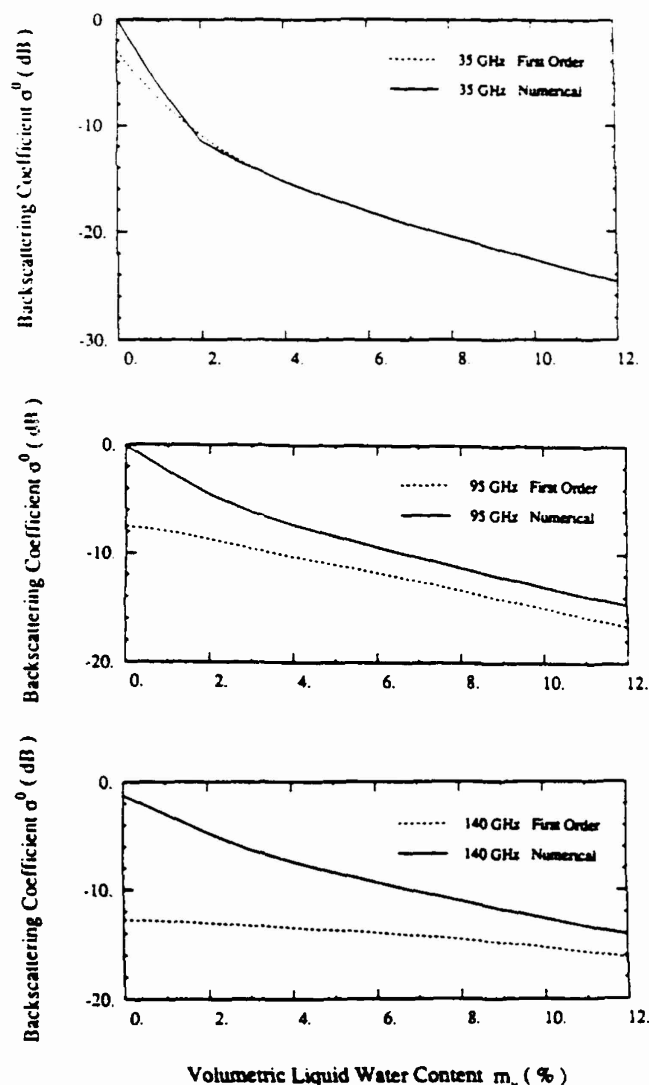 Backscattering Coefficient σ⁰ ( dB )
0.
-10.
-20.
-30.
35 GHz First Order
35 GHz Numerical
0. 2. 4. 6. 8. 10. 12.
Backscattering Coefficient σ⁰ ( dB )
0.
-10.
-20.
95 GHz First Order
95 GHz Numerical
0. 2. 4. 6. 8. 10. 12.
Backscattering Coefficient σ⁰ ( dB )
0.
-10.
-20.
140 GHz First Order
140 GHz Numerical
0. 2. 4. 6. 8. 10. 12.
Volumetric Liquid Water Content m ( % )